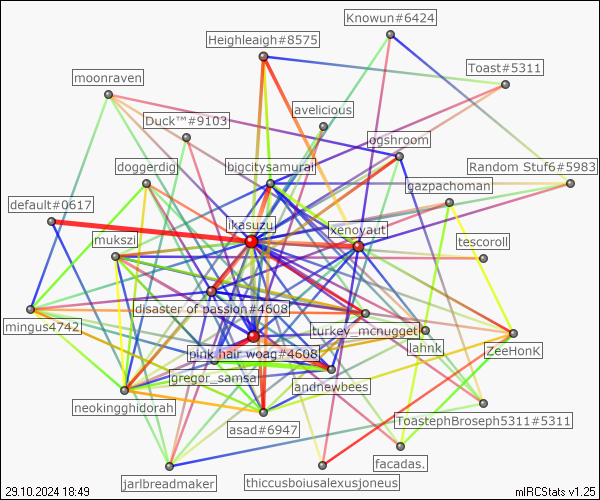 Knowun#6424
Heighleaigh#8575
Toast#5311
moonraven
avelicious
Duck™#9103
ogshroom
doggerdig
bigcitysamurai
Random Stuf6#5983
gazpachoman
default#0617
ikasuzu
xenoyaut
mukszi
tescoroll
disaster of passion#4608
mingus4742
turkey_mcnugget
pink hair woag#4608
lahnk
ZeeHonK
gregor_samsa
andnewbees
neokingghidorah
ToastephBroseph5311#5311
asad#6947
facadas.
jarlbreadmaker
thiccusboiusalexusjoneus
29.10.2024 18:49
mIRCStats v1.25